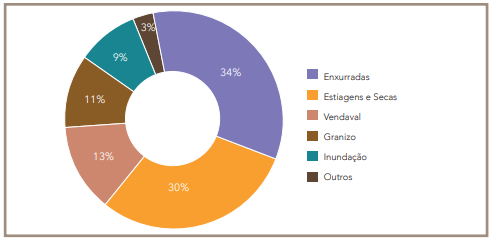 3%
9%
34%
11%
13%
30%
Enxurradas
Estiagens e Secas
Vendaval
Granizo
Inundação
Outros